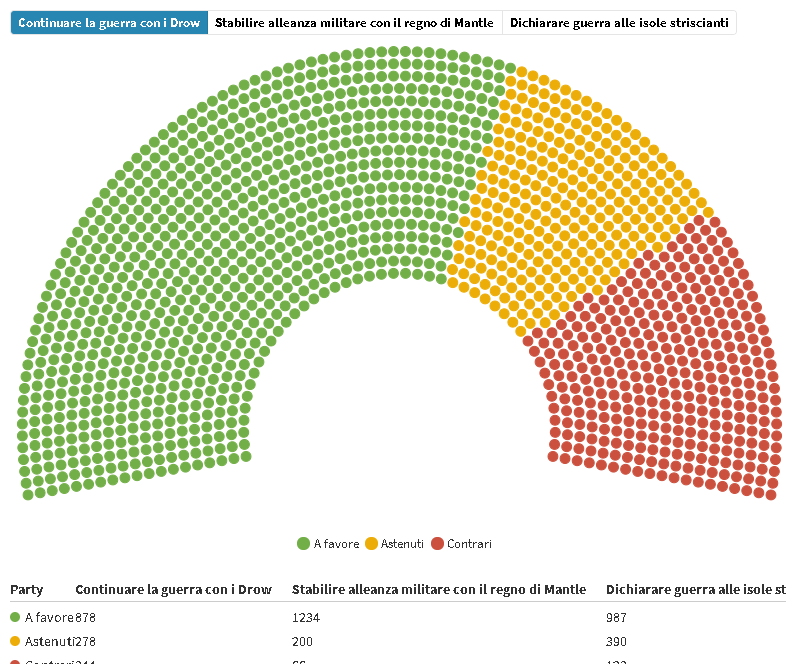 Continuare la guerra con i Drow Stabilire alleanza militare con il regno di Mantle Dichiarare guerra alle isole striscianti
A favore Astenuti Contrari
Party Continuare la guerra con i Drow Stabilire alleanza militare con il regno di Mantle Dichiarare guerra alle isole st
A favore 878 1234 987
Astenuti 278 200 390
Contrari